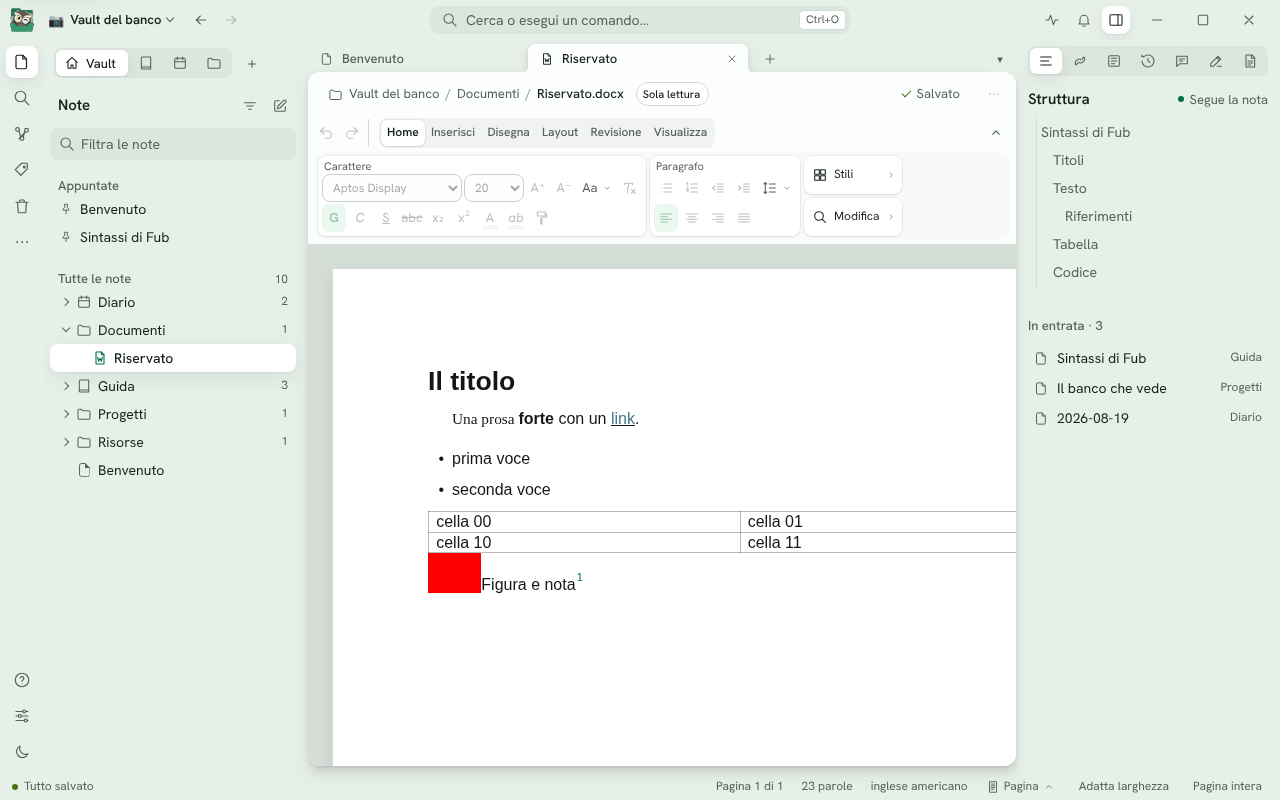 Vault del banco
Cerca o esegui un comando...
Ctrl+O
Vault
Note
Filtra le note
Appuntate
Benvenuto
Sintassi di Fub
Tutte le note 10
Diario 2
Documenti 1
Riservato
Guida 3
Progetti 1
Risorse 1
Benvenuto
Tutto salvato
Benvenuto
Riservato
Vault del banco / Documenti / Riservato.docx
Sola lettura
Salvato
Home Inserisci Disegna Layout Revisione Visualizza
Carattere
Aptos Display 20 A+ A− Aa
G C S abc x₂ x² A ab
Paragrafo
Stili
Modifica
Il titolo
Una prosa forte con un link.
• prima voce
• seconda voce
cella 00 cella 01
cella 10 cella 11
Figura e nota1
Struttura
Segue la nota
Sintassi di Fub
Titoli
Testo
Riferimenti
Tabella
Codice
In entrata · 3
Sintassi di Fub Guida
Il banco che vede Progetti
2026-08-19 Diario
Pagina 1 di 1
23 parole
inglese americano
Pagina
Adatta larghezza
Pagina intera